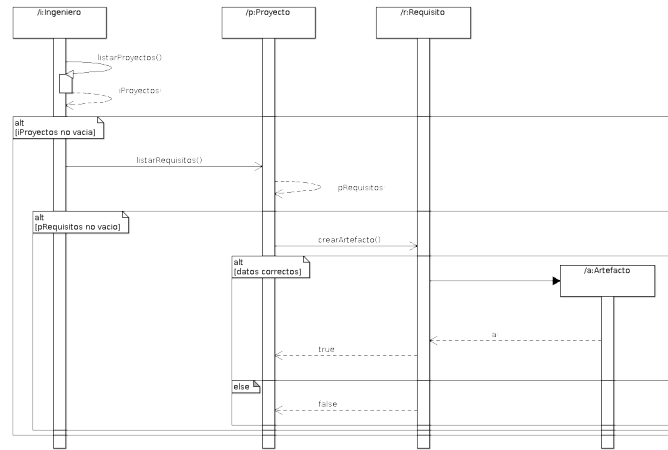 /i:Ingeniero
/p:Proyecto
/r:Requisito
listarProyectos()
iProyectos
alt
[iProyectos no vacia]
listarRequisitos()
pRequisitos
alt
[pRequisitos no vacio]
crearArtefacto()
alt
[datos correctos]
/a:Artefacto
a
true
else
false